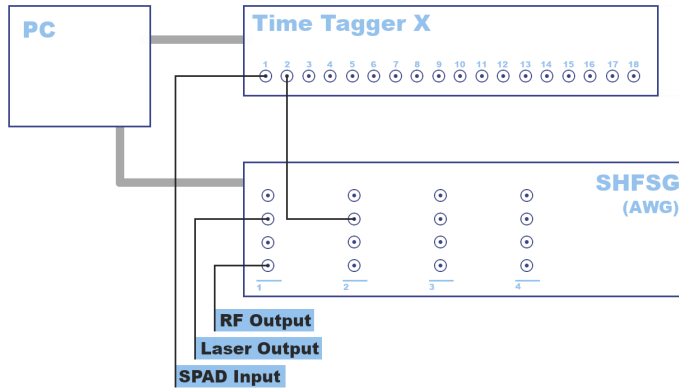 PC
Time Tagger X
1 2 3 4 5 6 7 8 9 10 11 12 13 14 15 16 17 18
SHFSG
(AWG)
1 2 3 4
RF Output
Laser Output
SPAD Input